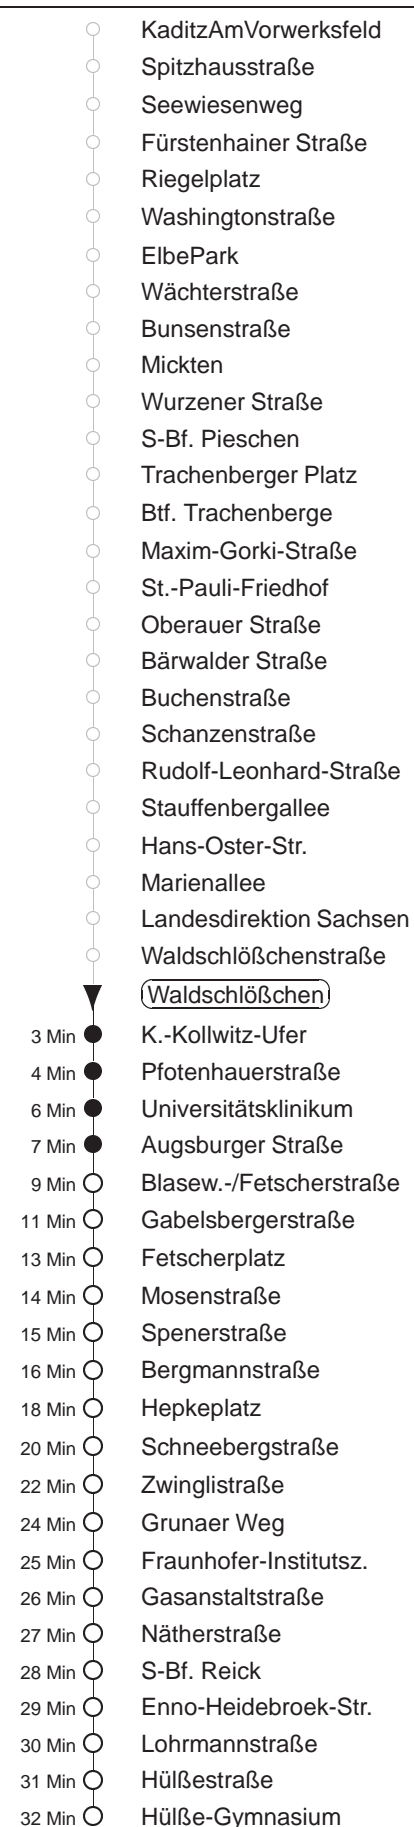 KaditzAmVorwerksfeld
Spitzhausstraße
Seewiesenweg
Fürstenhainer Straße
Riegelplatz
Washingtonstraße
ElbePark
Wächterstraße
Bunsenstraße
Mickten
Wurzener Straße
S-Bf. Pieschen
Trachenberger Platz
Btf. Trachenberge
Maxim-Gorki-Straße
St.-Pauli-Friedhof
Oberauer Straße
Bärwalder Straße
Buchenstraße
Schanzenstraße
Rudolf-Leonhard-Straße
Stauffenbergallee
Hans-Oster-Str.
Marienallee
Landesdirektion Sachsen
Waldschlößchenstraße
Waldschlößchen
3 Min K.-Kollwitz-Ufer
4 Min Pfotenhauerstraße
6 Min Universitätsklinikum
7 Min Augsburger Straße
9 Min Blasew.-/Fetscherstraße
11 Min Gabelsbergerstraße
13 Min Fetscherplatz
14 Min Mosenstraße
15 Min Spenerstraße
16 Min Bergmannstraße
18 Min Hepkeplatz
20 Min Schneebergstraße
22 Min Zwinglistraße
24 Min Grunaer Weg
25 Min Fraunhofer-Institutsz.
26 Min Gasanstaltstraße
27 Min Nätherstraße
28 Min S-Bf. Reick
29 Min Enno-Heidebroek-Str.
30 Min Lohrmannstraße
31 Min Hülßestraße
32 Min Hülße-Gymnasium